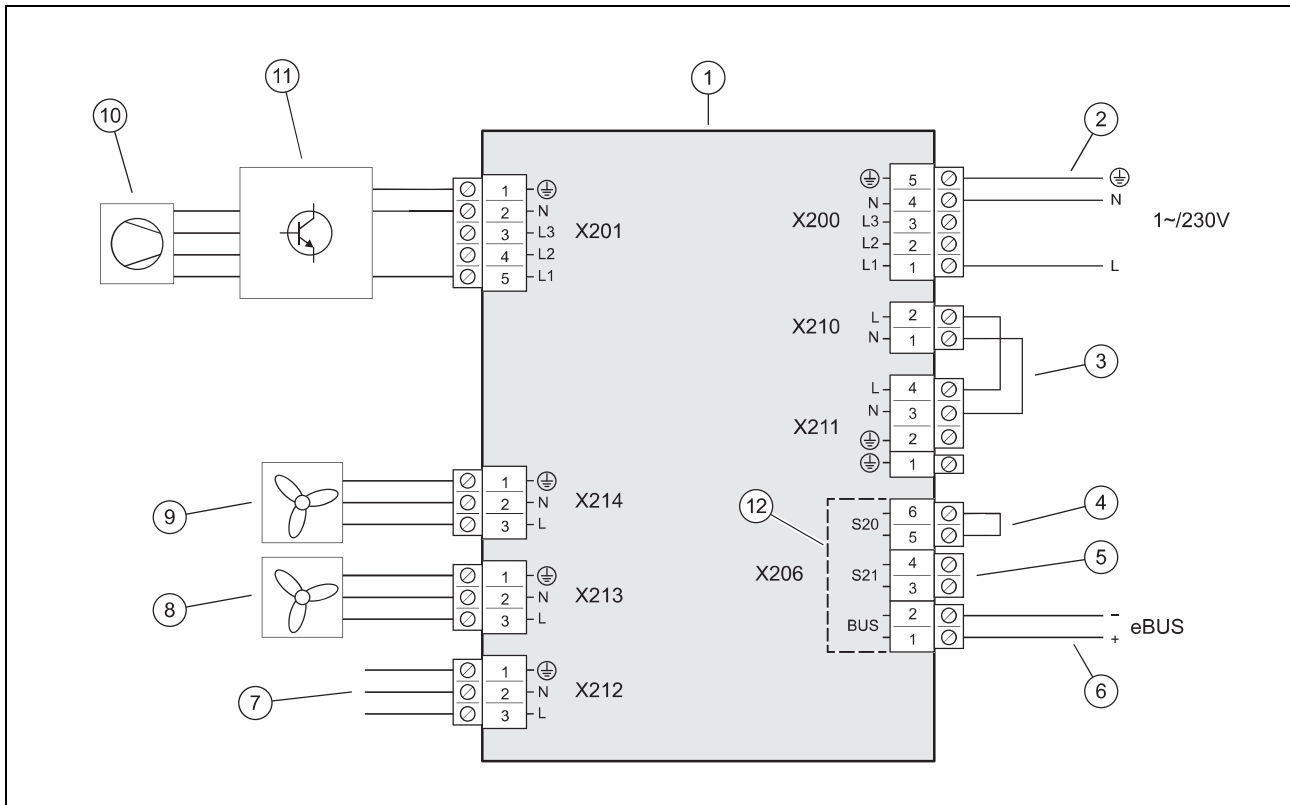 11
1
10
2
1
2 N
3 L3
4 L2
5 L1
X201
X200
5
N 4
L3 3
L2 2
L1 1
N
1~/230V
L
X210
L 2
N 1
3
X211
L 4
N 3
2
1
9
1
2 N
3 L
X214
12
4
X206
S20
6
5
S21
4
3
BUS
2
1
5
8
1
2 N
3 L
X213
–
+
eBUS
6
7
1
2 N
3 L
X212